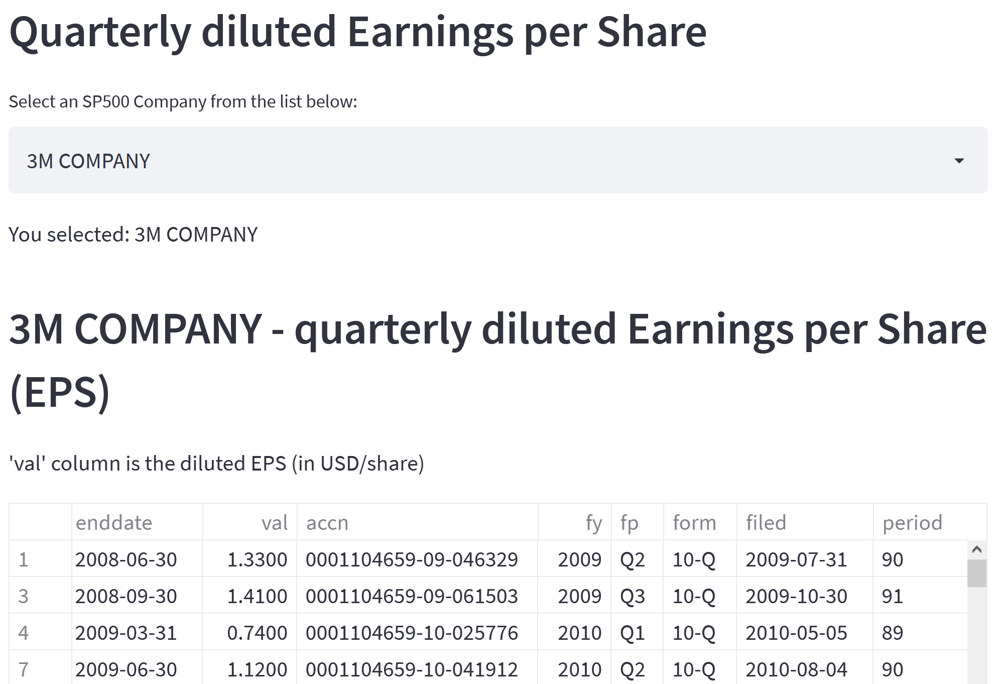 Quarterly diluted Earnings per Share
Select an SP500 Company from the list below:
3M COMPANY
You selected: 3M COMPANY
3M COMPANY - quarterly diluted Earnings per Share
(EPS)
'val' column is the diluted EPS (in USD/share)
enddate val accn fy fp form filed period
1 2008-06-30 1.3300 0001104659-09-046329 2009 Q2 10-Q 2009-07-31 90
3 2008-09-30 1.4100 0001104659-09-061503 2009 Q3 10-Q 2009-10-30 91
4 2009-03-31 0.7400 0001104659-10-025776 2010 Q1 10-Q 2010-05-05 89
7 2009-06-30 1.1200 0001104659-10-041912 2010 Q2 10-Q 2010-08-04 90